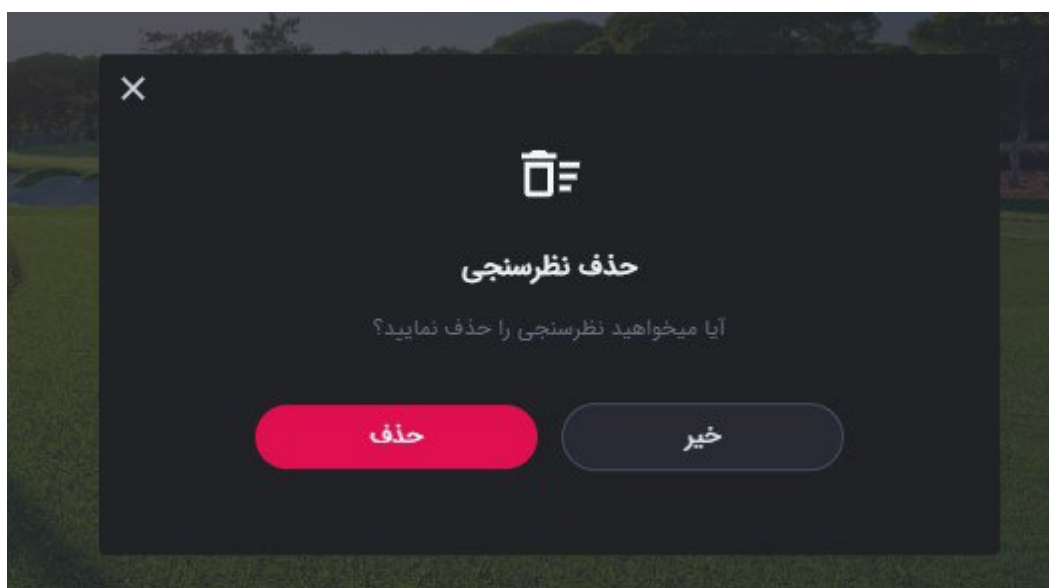 حذف نظرسنجی
آیا میخواهید نظرسنجی را حذف نمایید؟
خیر
حذف